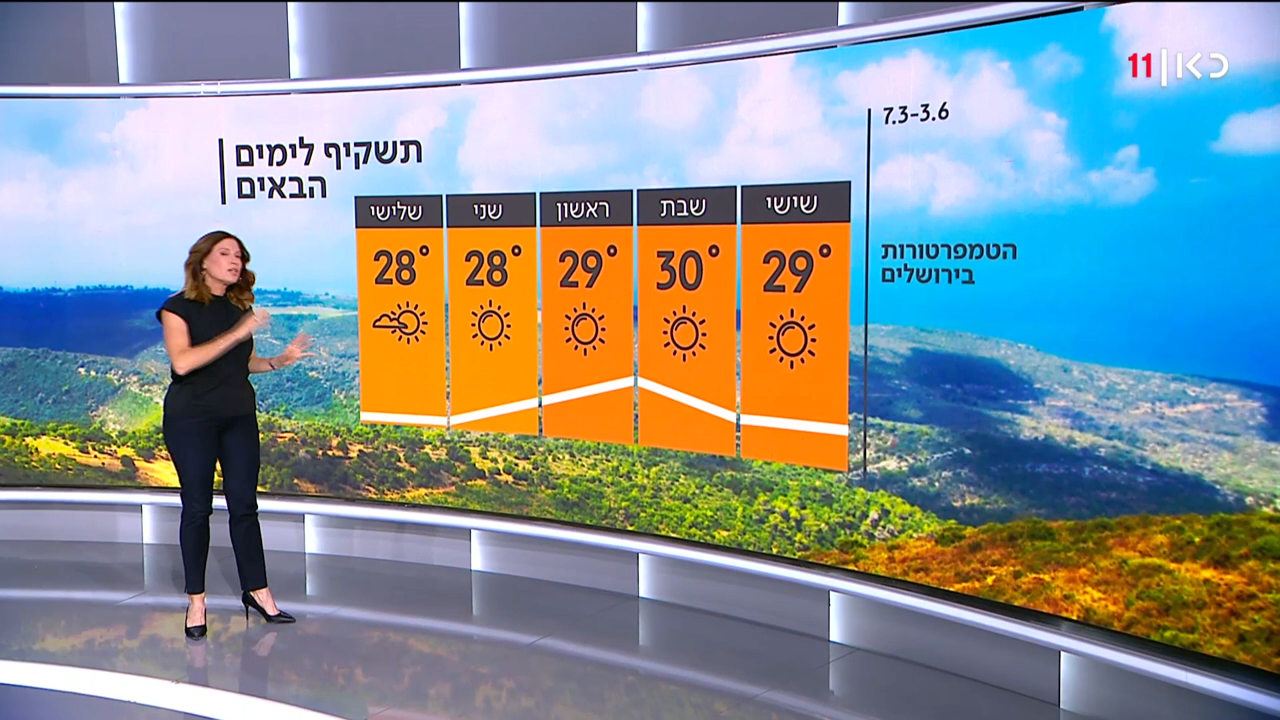 כאן|11
7.3-3.6
תשקיף לימים
הבאים
שישי
שבת
ראשון
שני
שלישי
29°
30°
29°
28°
28°
הטמפרטורות
בירושלים